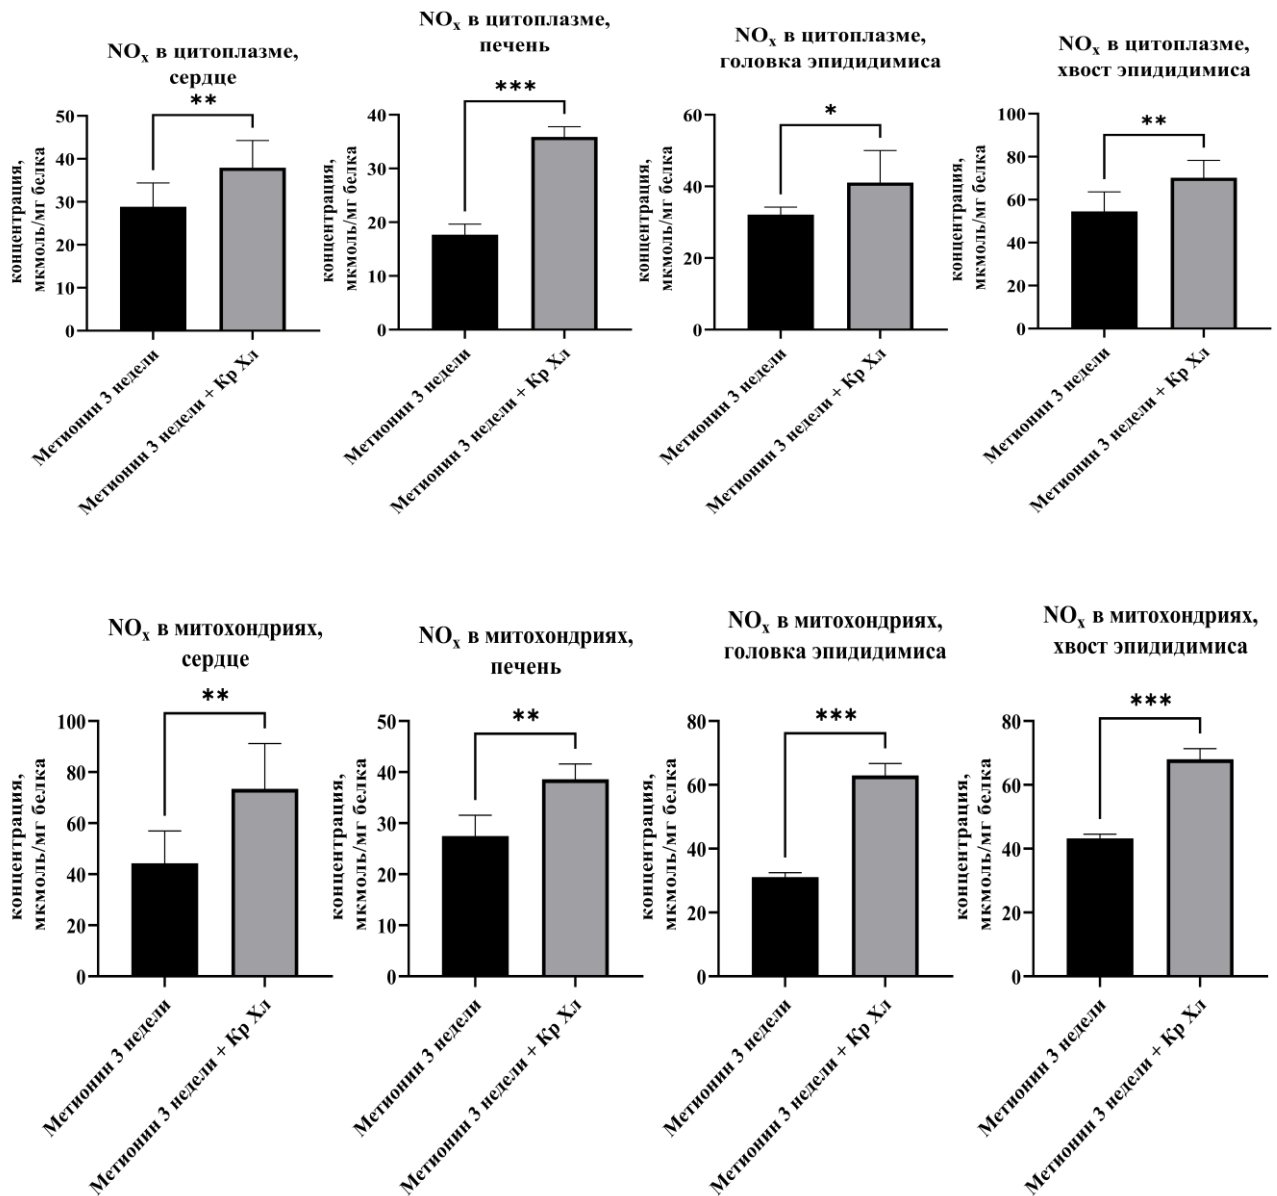 NOx в цитоплазме,
сердце
**
концентрация,
мкмоль/мг белка
50
40
30
20
10
0
Метионин 3 недели
Метионин 3 недели + Кр Хл
NOx в цитоплазме,
печень
***
концентрация,
мкмоль/мг белка
40
30
20
10
0
Метионин 3 недели
Метионин 3 недели + Кр Хл
NOx в цитоплазме,
головка эпидидимиса
*
концентрация,
мкмоль/мг белка
60
40
20
0
Метионин 3 недели
Метионин 3 недели + Кр Хл
NOx в цитоплазме,
хвост эпидидимиса
**
концентрация,
мкмоль/мг белка
100
80
60
40
20
0
Метионин 3 недели
Метионин 3 недели + Кр Хл
NOx в митохондриях,
сердце
**
концентрация,
мкмоль/мг белка
100
80
60
40
20
0
Метионин 3 недели
Метионин 3 недели + Кр Хл
NOx в митохондриях,
печень
**
концентрация,
мкмоль/мг белка
50
40
30
20
10
0
Метионин 3 недели
Метионин 3 недели + Кр Хл
NOx в митохондриях,
головка эпидидимиса
***
концентрация,
мкмоль/мг белка
80
60
40
20
0
Метионин 3 недели
Метионин 3 недели + Кр Хл
NOx в митохондриях,
хвост эпидидимиса
***
концентрация,
мкмоль/мг белка
80
60
40
20
0
Метионин 3 недели
Метионин 3 недели + Кр Хл